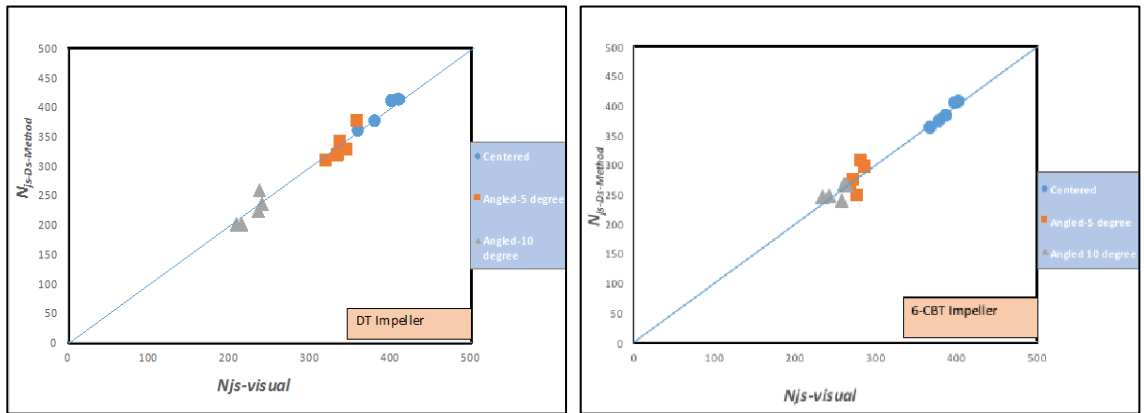 500
450
400
350
300
250
200
150
100
50
0
Njs-Ds-Method
0 100 200 300 400 500
Njs-visual
Centered
Angled-5 degree
Angled-10
degree
DT Impeller
500
450
400
350
300
250
200
150
100
50
0
Njs-Ds-Method
0 100 200 300 400 500
Njs-visual
Centered
Angled-5 degree
Angled 10 degree
6-CBT Impeller